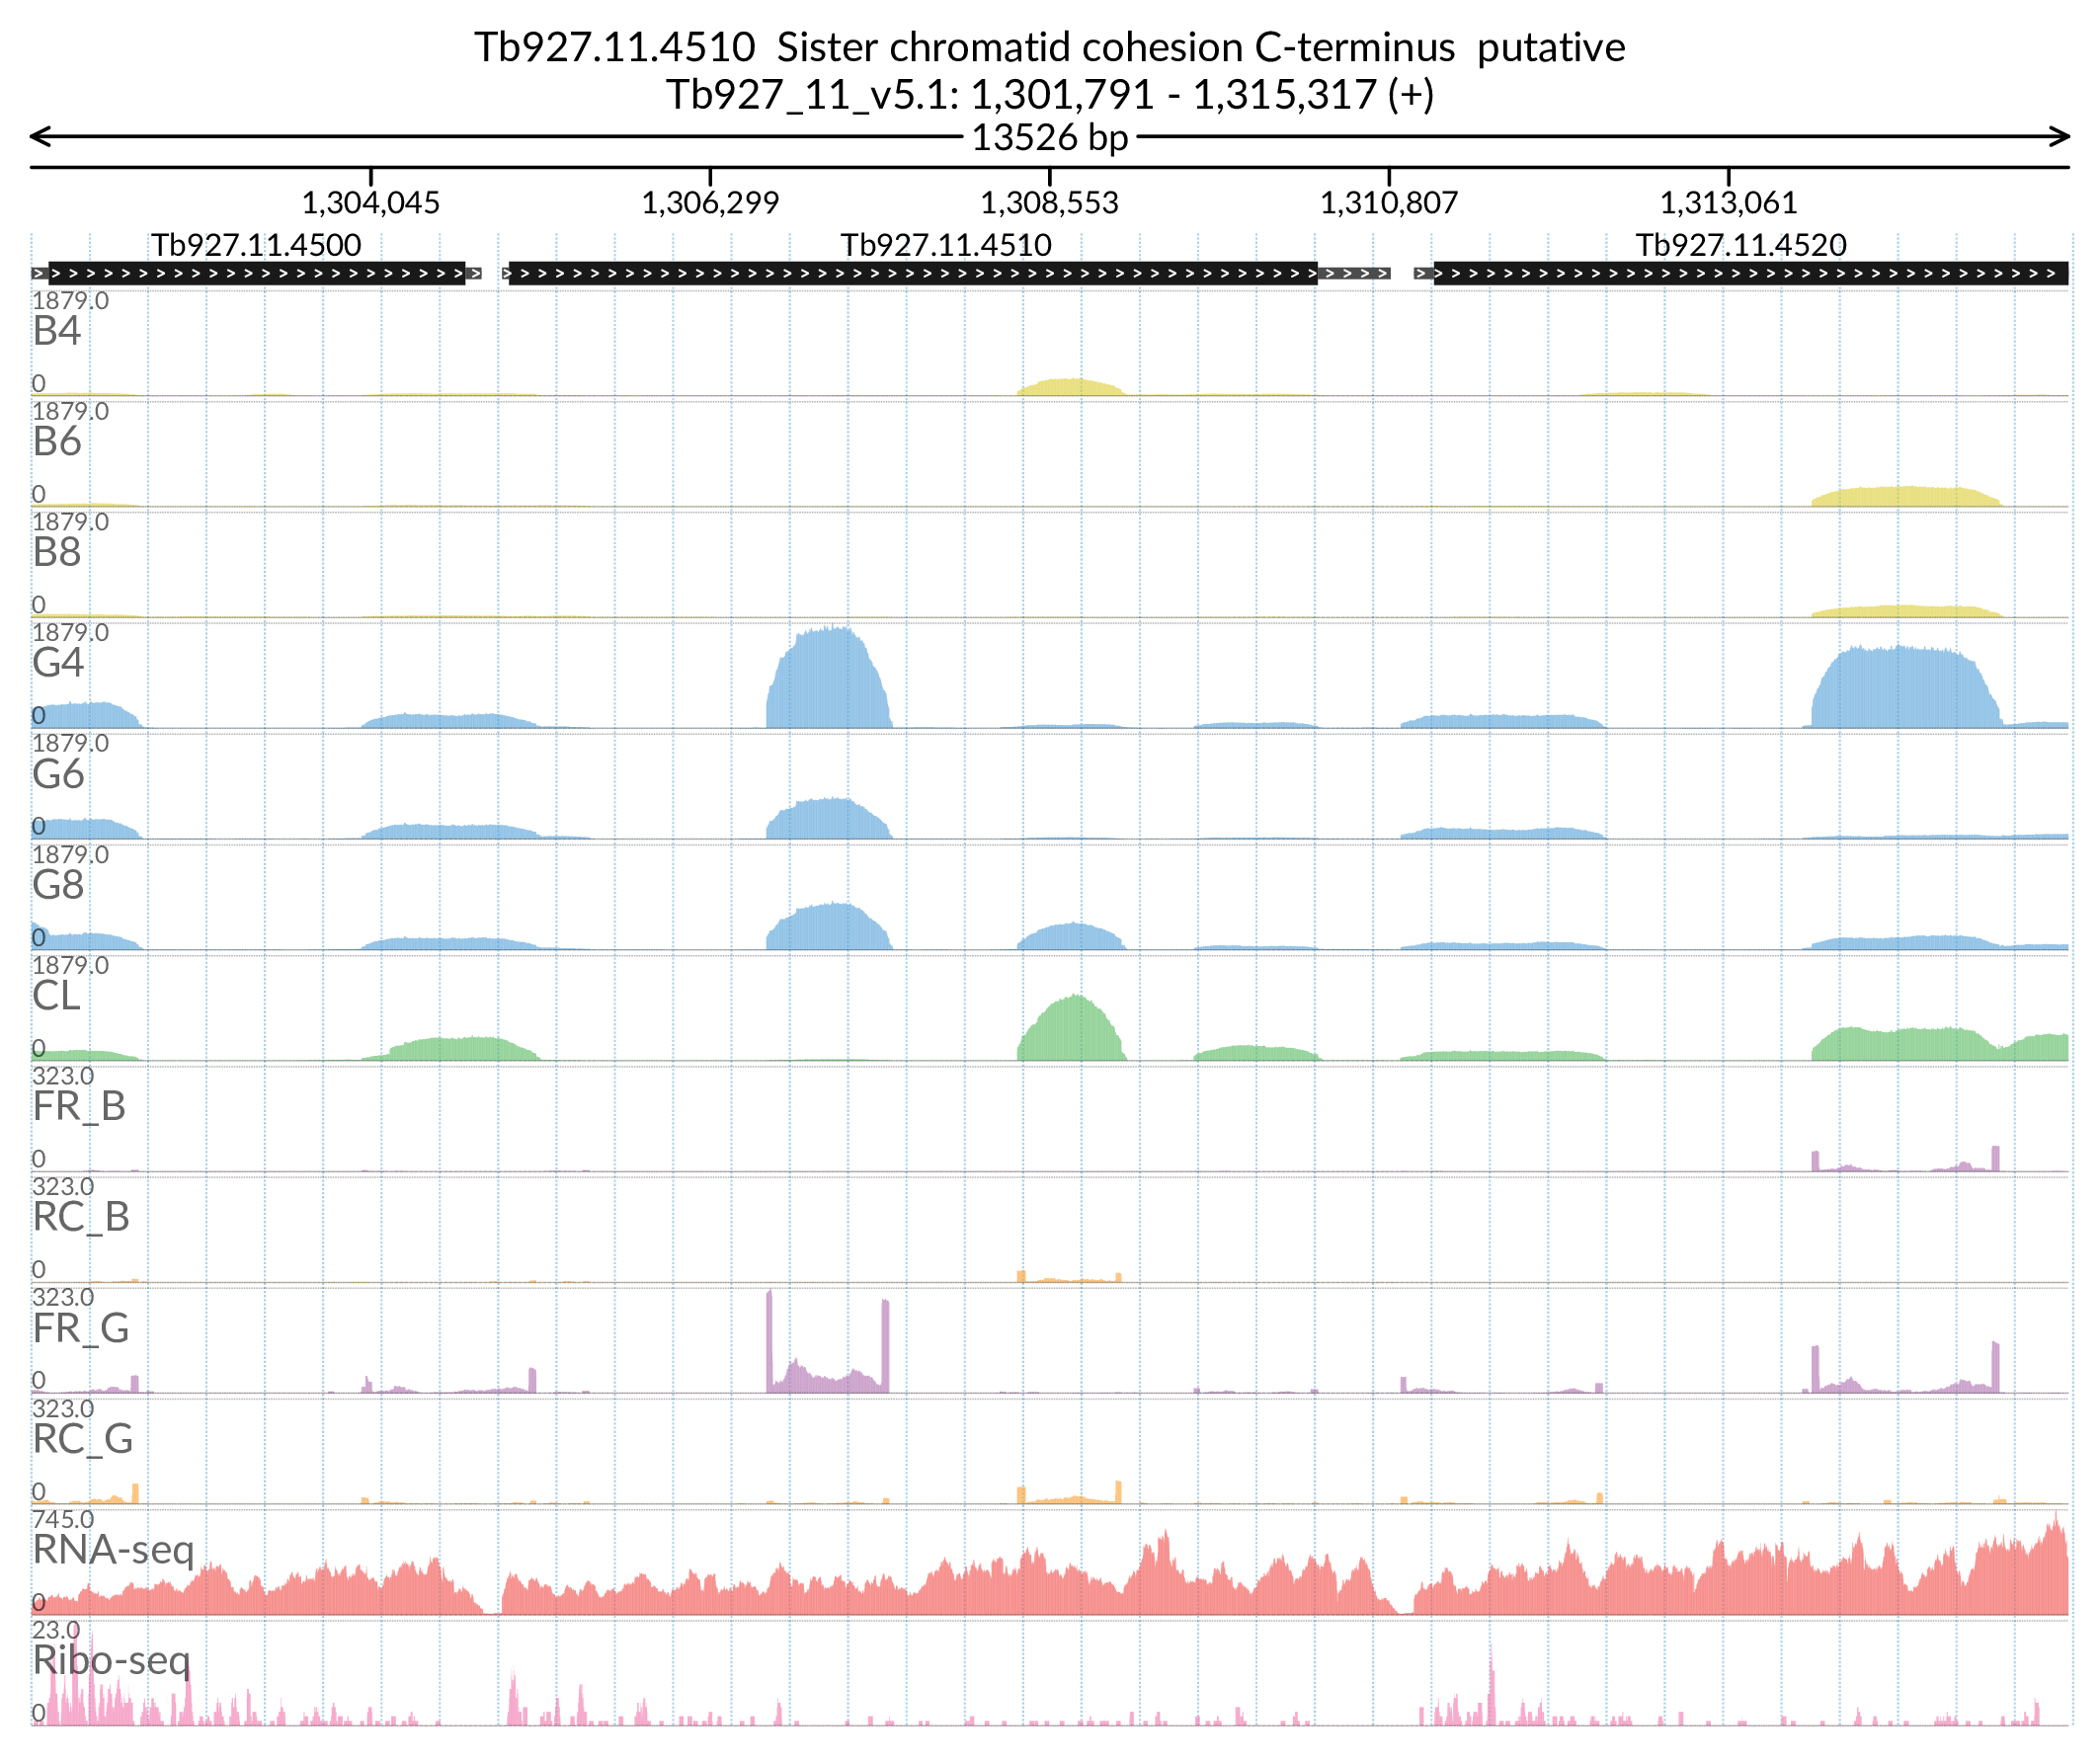 Tb927.11.4510  Sister chromatid cohesion C-terminus  putative
Tb927_11_v5.1: 1,301,791 - 1,315,317 (+)
13526 bp
1,304,045 1,306,299 1,308,553 1,310,807 1,313,061
Tb927.11.4500 Tb927.11.4510 Tb927.11.4520
1879.0
B4
0
1879.0
B6
0
1879.0
B8
0
1879.0
G4
0
1879.0
G6
0
1879.0
G8
0
1879.0
CL
0
323.0
FR_B
0
323.0
RC_B
0
323.0
FR_G
0
323.0
RC_G
0
745.0
RNA-seq
0
23.0
Ribo-seq
0